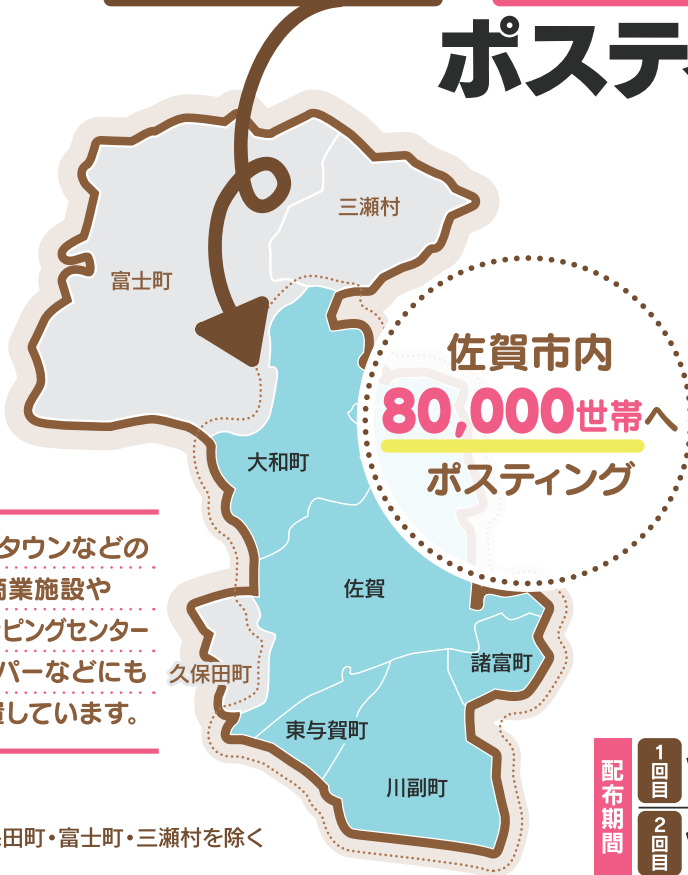 ポステ
三瀬村
富士町
佐賀市内
80,000世帯へ
ポスティング
大和町
タウンなどの
商業施設や
佐賀
ピングセンター
諸富町
久保田町
パーなどにも
置しています。
東与賀町
川副町
配布期間
1回目
2回目
田町・富士町・三瀬村を除く